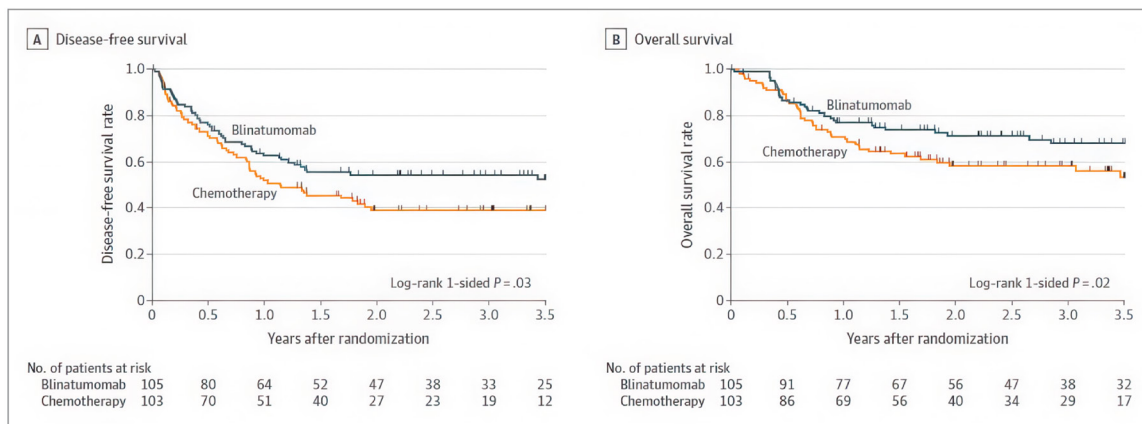 A Disease-free survival
1.0
0.8
0.6
0.4
0.2
0
Disease-free survival rate
Blinatumomab
Chemotherapy
Log-rank 1-sided P = .03
0 0.5 1.0 1.5 2.0 2.5 3.0 3.5
Years after randomization
No. of patients at risk
Blinatumomab 105 80 64 52 47 38 33 25
Chemotherapy 103 70 51 40 27 23 19 12
B Overall survival
1.0
0.8
0.6
0.4
0.2
0
Overall survival rate
Blinatumomab
Chemotherapy
Log-rank 1-sided P = .02
0 0.5 1.0 1.5 2.0 2.5 3.0 3.5
Years after randomization
No. of patients at risk
Blinatumomab 105 91 77 67 56 47 38 32
Chemotherapy 103 86 69 56 40 34 29 17